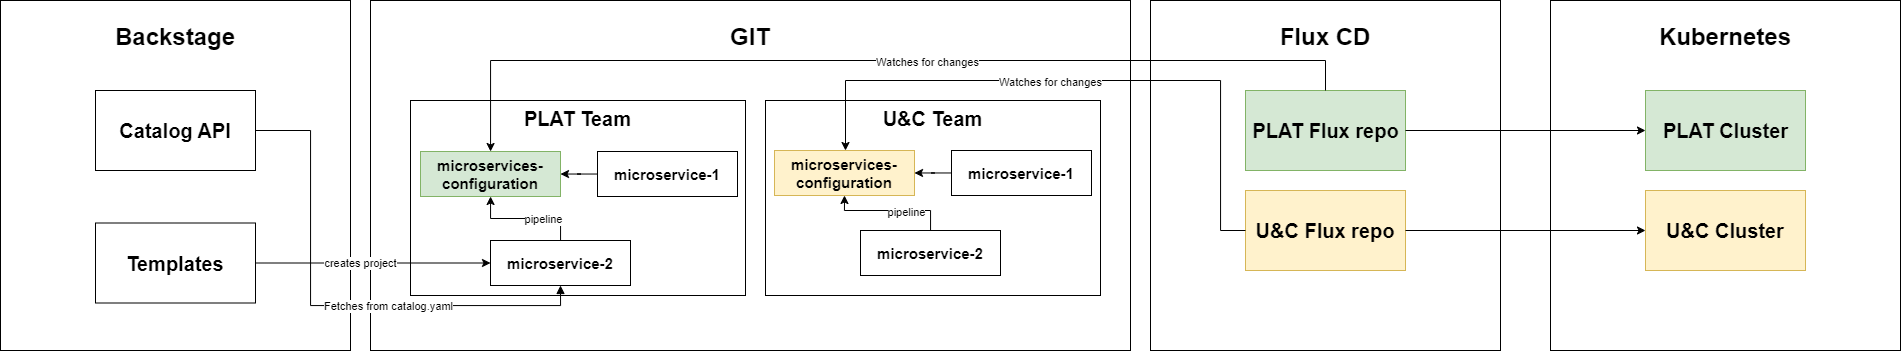 Backstage
Catalog API
Templates
GIT
Watches for changes
Watches for changes
PLAT Team
microservices-
configuration
microservice-1
pipeline
microservice-2
creates project
Fetches from catalog.yaml
U&C Team
microservices-
configuration
microservice-1
pipeline
microservice-2
Flux CD
PLAT Flux repo
U&C Flux repo
Kubernetes
PLAT Cluster
U&C Cluster